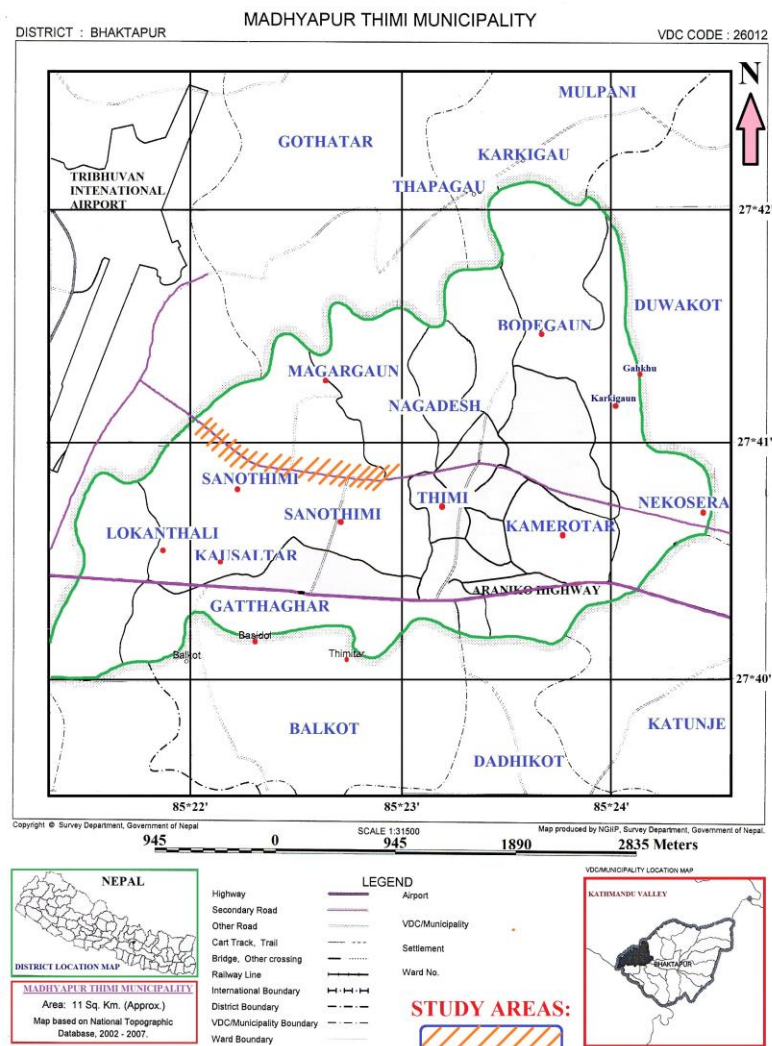 MADHYAPUR THIMI MUNICIPALITY
DISTRICT : BHAKTAPUR
VDC CODE : 26012
N
MULPANI
GOTHATAR
KARKIGAU
TRIBHUVAN
INTENATIONAL
AIRPORT
THAPAGAU
27*42'
DUWAKOT
BODEGAUN
MAGARGAUN
Gahkhu
Karkigaun
NAGADESH
27*41'
SANOTHIMI
THIMI
NEKOSERA
SANOTHIMI
LOKANTHALI
KAMEROTAR
KAUSALTAR
ARANIKO HIGHWAY
GATTHAGHAR
Basidol
Balkot
Thimitar
27*40'
BALKOT
KATUNJE
DADHIKOT
85*22'
85*23'
85*24'
Copyright © Survey Department, Government of Nepal
SCALE 1:31500
Map produced by NGIIP, Survey Department, Government of Nepal.
945 0 945 1890 2835 Meters
NEPAL
DISTRICT LOCATION MAP
MADHYAPUR THIMI MUNICIPALITY
Area: 11 Sq. Km. (Approx.)
Map based on National Topographic
Database, 2002 - 2007.
LEGEND
Highway
Secondary Road
Other Road
Cart Track, Trail
Bridge, Other crossing
Railway Line
International Boundary
District Boundary
VDC/Municipality Boundary
Ward Boundary
Airport
VDC/Municipality
Settlement
Ward No.
STUDY AREAS:
VDC/MUNICIPALITY LOCATION MAP
KATHMANDU VALLEY
BHAKTAPUR